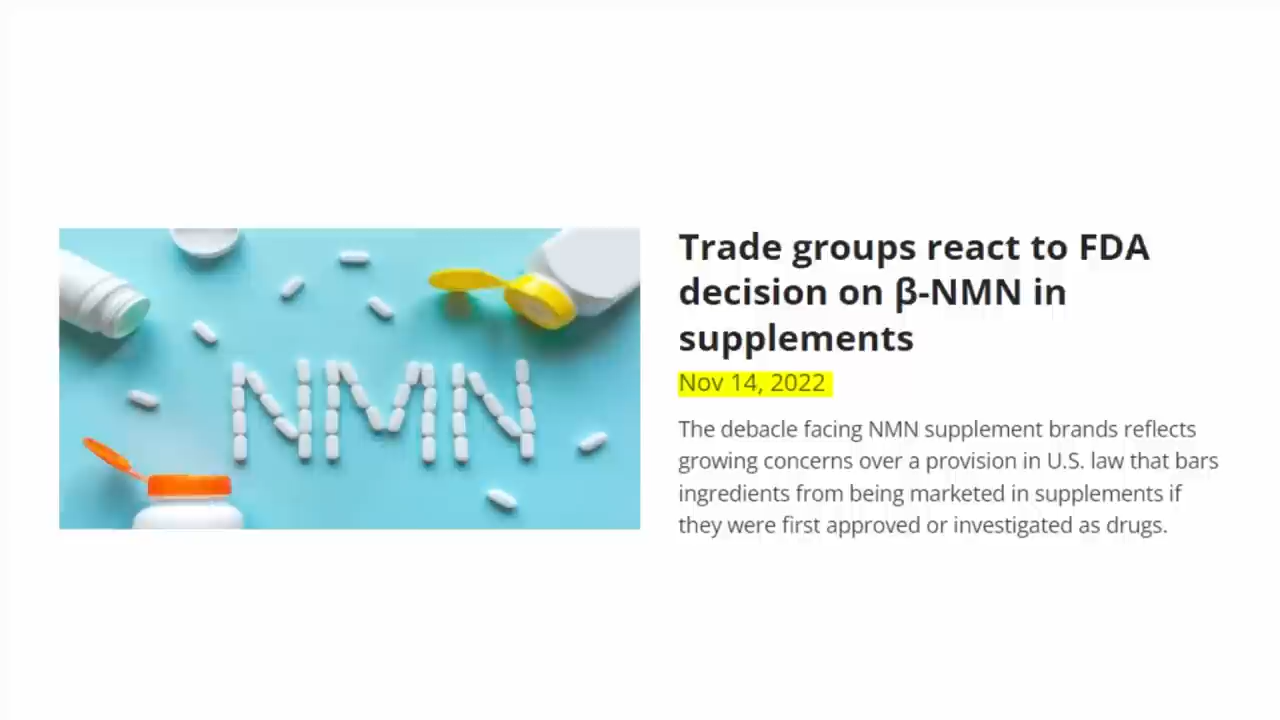 NMN
Trade groups react to FDA
decision on β-NMN in
supplements
Nov 14, 2022
The debacle facing NMN supplement brands reflects
growing concerns over a provision in U.S. law that bars
ingredients from being marketed in supplements if
they were first approved or investigated as drugs.